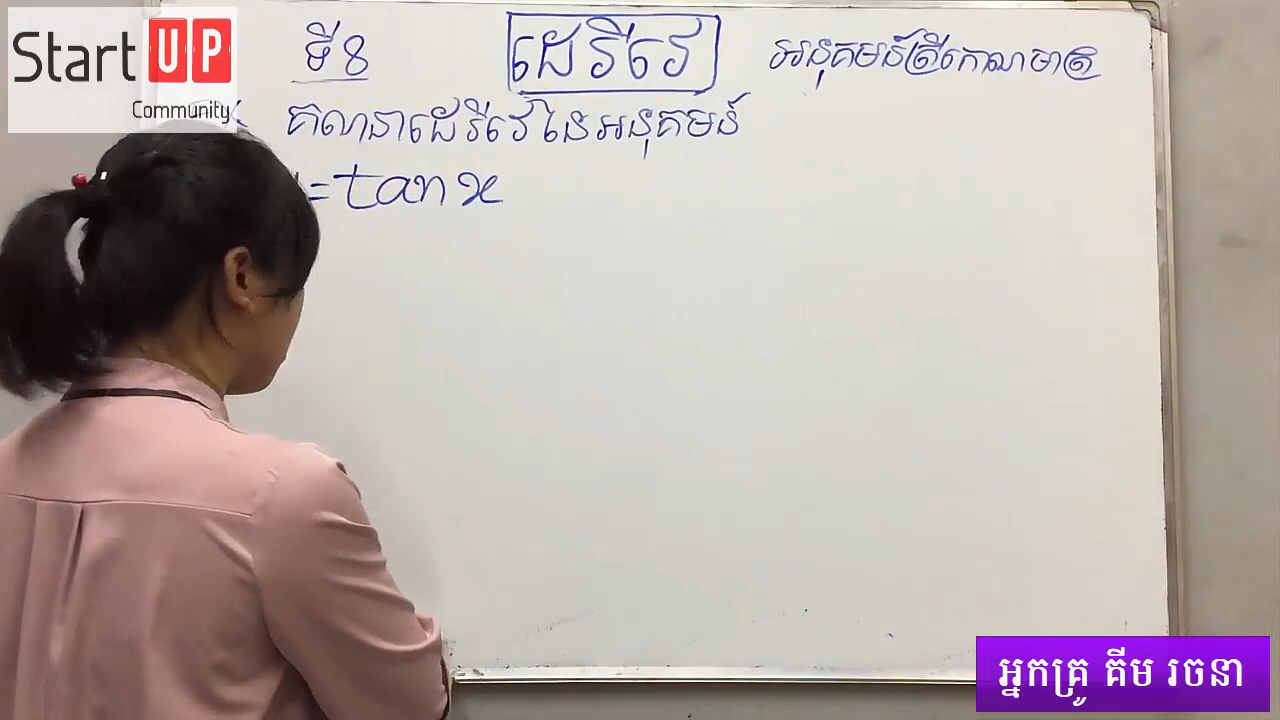 StartUP
Community
ទី 8 ដេរីវេ អនុគមន៍ត្រីកោណមាត្រ
គណនាដេរីវេនៃអនុគមន៍
= tan x
អ្នកគ្រូ គីម រចនា